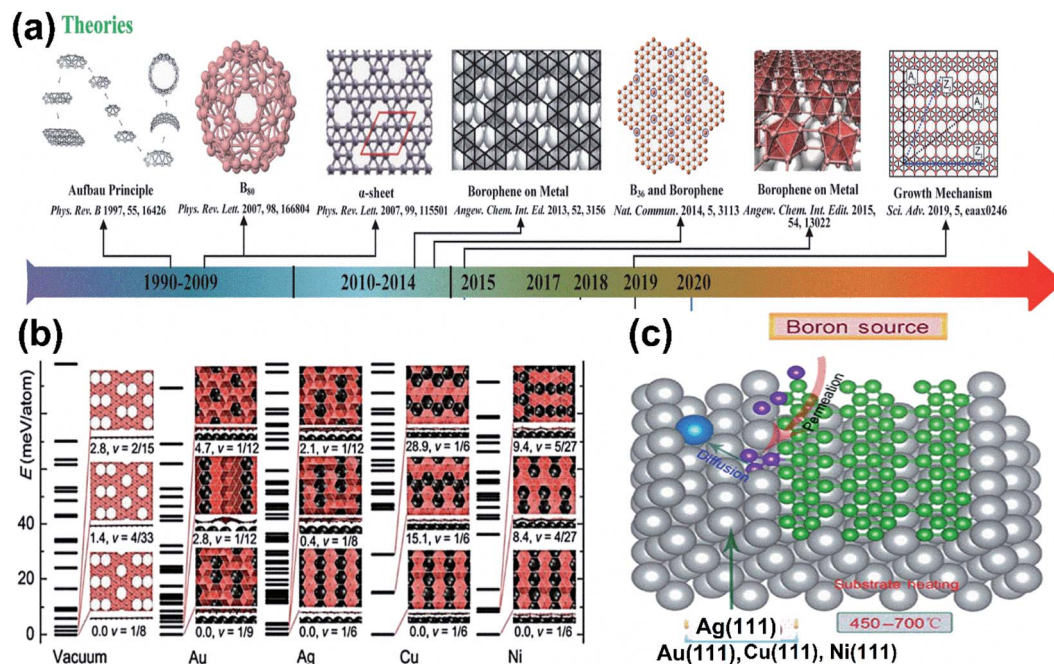 (a) Theories
Aufbau Principle
Phys. Rev. B 1997, 55, 16426
B80
Phys. Rev. Lett. 2007, 98, 166804
α-sheet
Phys. Rev. Lett. 2007, 99, 115501
Borophene on Metal
Angew. Chem. Int. Ed. 2013, 52, 3156
B36 and Borophene
Nat. Commun. 2014, 5, 3113
Borophene on Metal
Angew. Chem. Int. Edit. 2015,
54, 13022
Growth Mechanism
Sci. Adv. 2019, 5, eaax0246
1990-2009 2010-2014 2015 2017 2018 2019 2020
(b)
E (meV/atom)
80
60
40
20
0
2.8, v = 2/15
1.4, v = 4/33
0.0 v = 1/8
Vacuum
4.7, v = 1/12
2.8, v = 1/12
0.0, v = 1/9
Au
2.1, v = 1/12
0.4, v = 1/8
0.0, v = 1/6
Ag
28.9, v = 1/6
15.1, v = 1/6
0.0, v = 1/6
Cu
9.4, v = 5/27
8.4, v = 4/27
0.0, v = 1/6
Ni
(c)
Boron source
Permeation
Diffusion
Substrate heating
450–700℃
Ag(111)
Au(111), Cu(111), Ni(111)